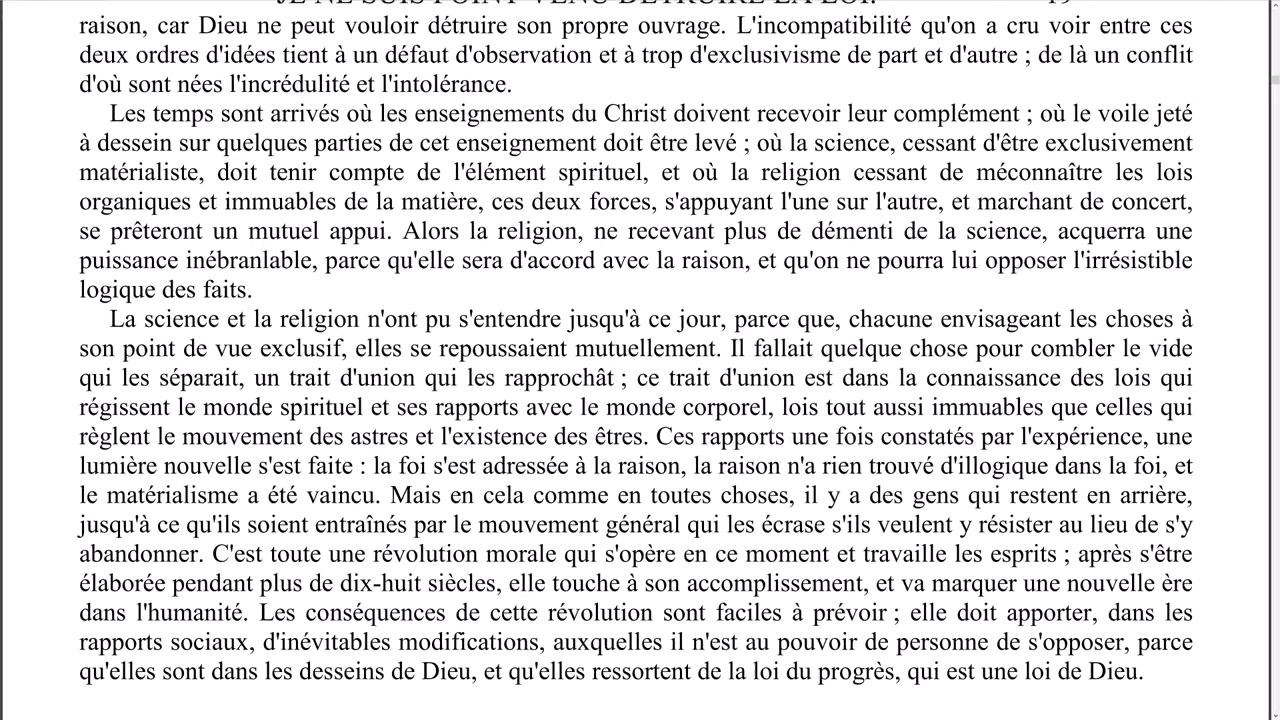 JE NE SUIS POINT VENU DÉTRUIRE LA LOI.
raison, car Dieu ne peut vouloir détruire son propre ouvrage. L'incompatibilité qu'on a cru voir entre ces
deux ordres d'idées tient à un défaut d'observation et à trop d'exclusivisme de part et d'autre ; de là un conflit
d'où sont nées l'incrédulité et l'intolérance.
Les temps sont arrivés où les enseignements du Christ doivent recevoir leur complément ; où le voile jeté
à dessein sur quelques parties de cet enseignement doit être levé ; où la science, cessant d'être exclusivement
matérialiste, doit tenir compte de l'élément spirituel, et où la religion cessant de méconnaître les lois
organiques et immuables de la matière, ces deux forces, s'appuyant l'une sur l'autre, et marchant de concert,
se prêteront un mutuel appui. Alors la religion, ne recevant plus de démenti de la science, acquerra une
puissance inébranlable, parce qu'elle sera d'accord avec la raison, et qu'on ne pourra lui opposer l'irrésistible
logique des faits.
La science et la religion n'ont pu s'entendre jusqu'à ce jour, parce que, chacune envisageant les choses à
son point de vue exclusif, elles se repoussaient mutuellement. Il fallait quelque chose pour combler le vide
qui les séparait, un trait d'union qui les rapprochât ; ce trait d'union est dans la connaissance des lois qui
régissent le monde spirituel et ses rapports avec le monde corporel, lois tout aussi immuables que celles qui
règlent le mouvement des astres et l'existence des êtres. Ces rapports une fois constatés par l'expérience, une
lumière nouvelle s'est faite : la foi s'est adressée à la raison, la raison n'a rien trouvé d'illogique dans la foi, et
le matérialisme a été vaincu. Mais en cela comme en toutes choses, il y a des gens qui restent en arrière,
jusqu'à ce qu'ils soient entraînés par le mouvement général qui les écrase s'ils veulent y résister au lieu de s'y
abandonner. C'est toute une révolution morale qui s'opère en ce moment et travaille les esprits ; après s'être
élaborée pendant plus de dix-huit siècles, elle touche à son accomplissement, et va marquer une nouvelle ère
dans l'humanité. Les conséquences de cette révolution sont faciles à prévoir ; elle doit apporter, dans les
rapports sociaux, d'inévitables modifications, auxquelles il n'est au pouvoir de personne de s'opposer, parce
qu'elles sont dans les desseins de Dieu, et qu'elles ressortent de la loi du progrès, qui est une loi de Dieu.